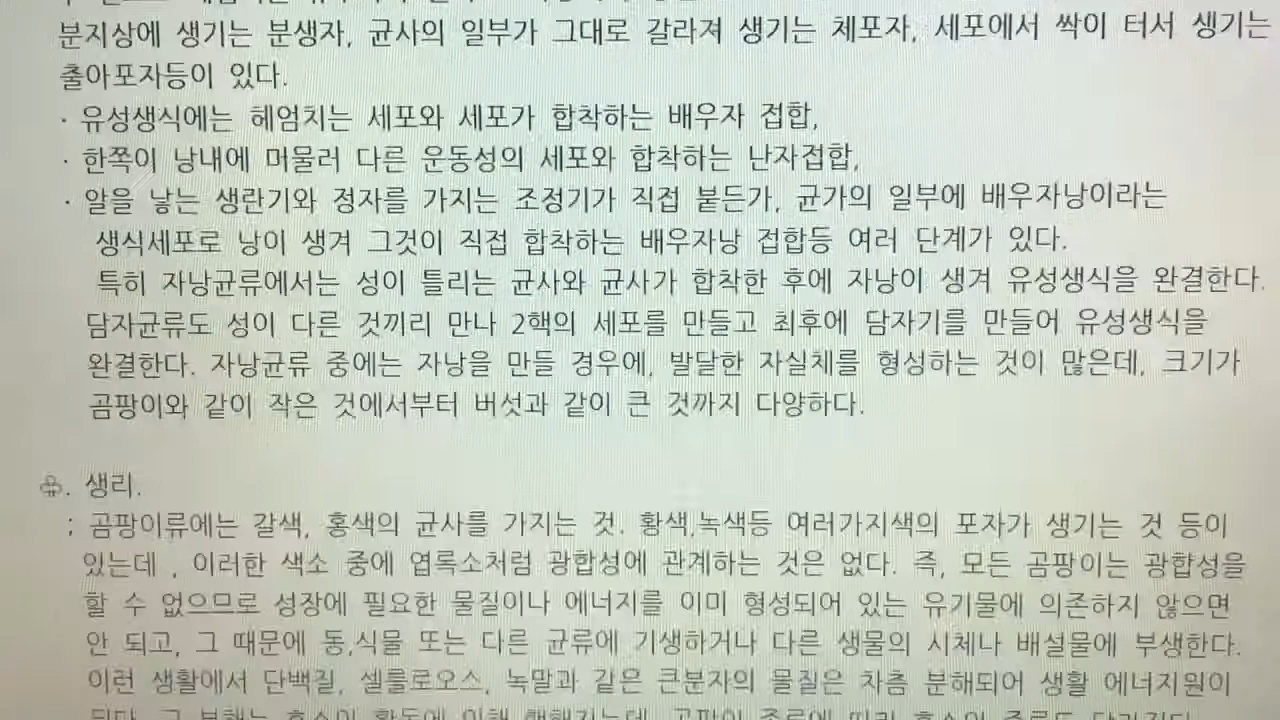 분지상에 생기는 분생자, 균사의 일부가 그대로 갈라져 생기는 체포자, 세포에서 싹이 터서 생기는
출아포자등이 있다.
· 유성생식에는 헤엄치는 세포와 세포가 합착하는 배우자 접합,
· 한쪽이 낭내에 머물러 다른 운동성의 세포와 합착하는 난자접합,
· 알을 낳는 생란기와 정자를 가지는 조정기가 직접 붙든가, 균가의 일부에 배우자낭이라는
생식세포로 낭이 생겨 그것이 직접 합착하는 배우자낭 접합등 여러 단계가 있다.
특히 자낭균류에서는 성이 틀리는 균사와 균사가 합착한 후에 자낭이 생겨 유성생식을 완결한다.
담자균류도 성이 다른 것끼리 만나 2핵의 세포를 만들고 최후에 담자기를 만들어 유성생식을
완결한다. 자낭균류 중에는 자낭을 만들 경우에, 발달한 자실체를 형성하는 것이 많은데, 크기가
곰팡이와 같이 작은 것에서부터 버섯과 같이 큰 것까지 다양하다.
㉺. 생리.
; 곰팡이류에는 갈색, 홍색의 균사를 가지는 것. 황색,녹색등 여러가지색의 포자가 생기는 것 등이
있는데 , 이러한 색소 중에 엽록소처럼 광합성에 관계하는 것은 없다. 즉, 모든 곰팡이는 광합성을
할 수 없으므로 성장에 필요한 물질이나 에너지를 이미 형성되어 있는 유기물에 의존하지 않으면
안 되고, 그 때문에 동,식물 또는 다른 균류에 기생하거나 다른 생물의 시체나 배설물에 부생한다.
이런 생활에서 단백질, 셀룰로오스, 녹말과 같은 큰분자의 물질은 차츰 분해되어 생활 에너지원이